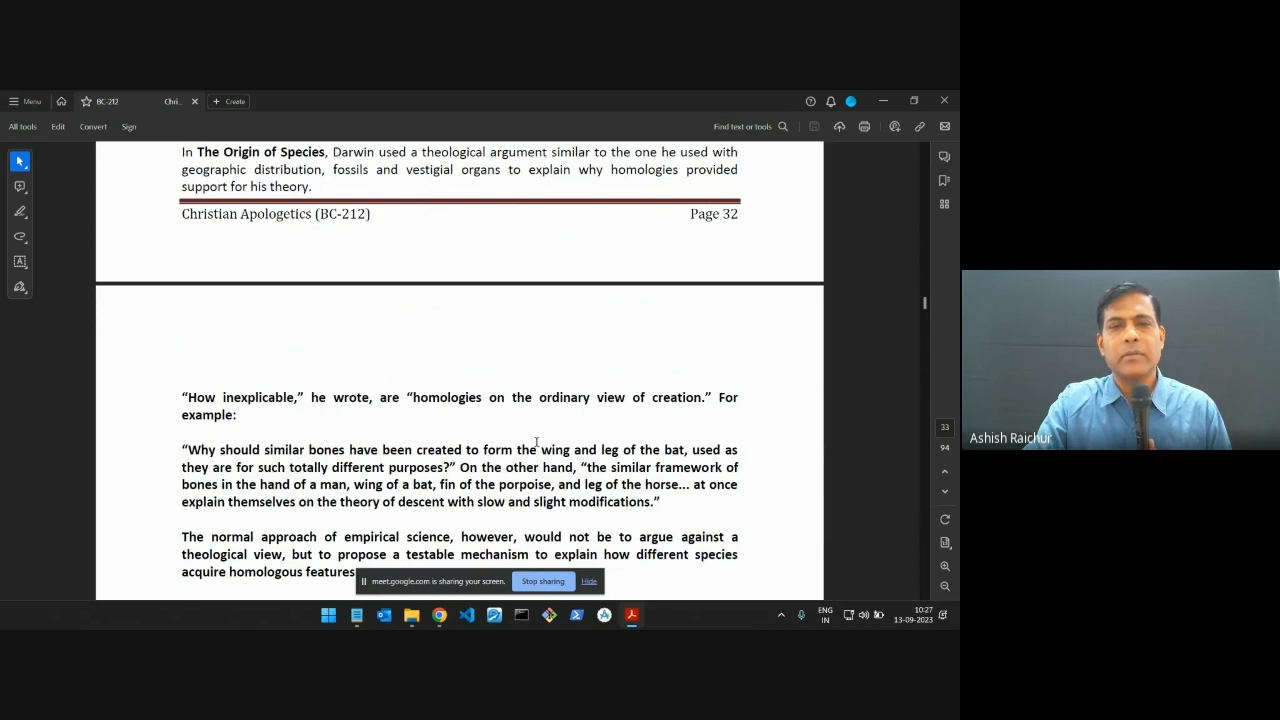 Menu
BC-212
Chri...
Create
All tools
Edit
Convert
Sign
Find text or tools
In The Origin of Species, Darwin used a theological argument similar to the one he used with
geographic distribution, fossils and vestigial organs to explain why homologies provided
support for his theory.
Christian Apologetics (BC-212)
Page 32
“How inexplicable,” he wrote, are “homologies on the ordinary view of creation.” For
example:
“Why should similar bones have been created to form the wing and leg of the bat, used as
they are for such totally different purposes?” On the other hand, “the similar framework of
bones in the hand of a man, wing of a bat, fin of the porpoise, and leg of the horse... at once
explain themselves on the theory of descent with slow and slight modifications.”
The normal approach of empirical science, however, would not be to argue against a
theological view, but to propose a testable mechanism to explain how different species
acquire homologous features
meet.google.com is sharing your screen.
Stop sharing
Hide
33
94
ENG
IN
10:27
13-09-2023
Ashish Raichur